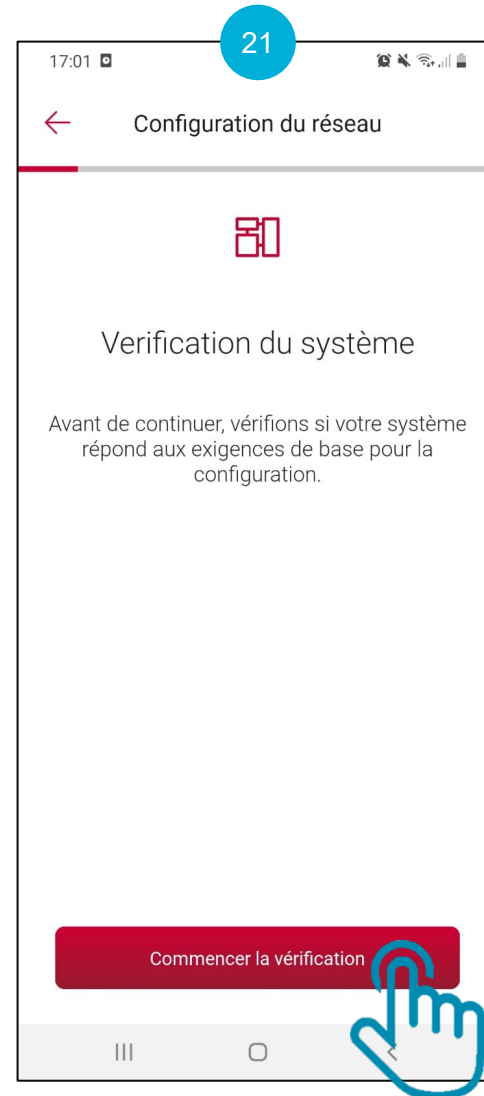 21
17:01
Configuration du réseau
Verification du système
Avant de continuer, vérifions si votre système
répond aux exigences de base pour la
configuration.
Commencer la vérification